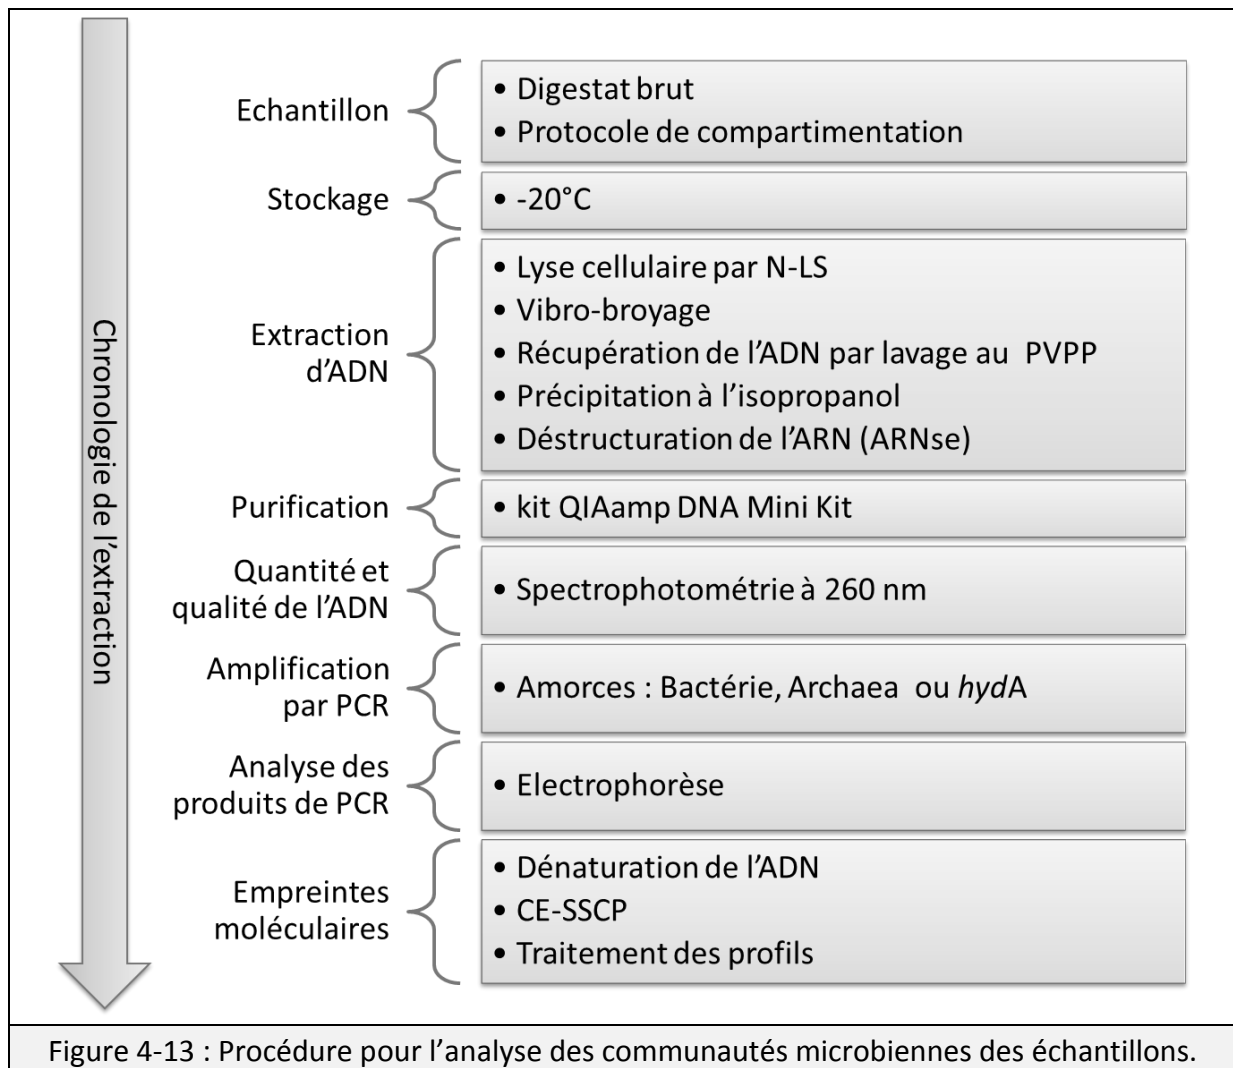 Chronologie de l’extraction
Echantillon
• Digestat brut
• Protocole de compartimentation
Stockage
• -20°C
Extraction
d’ADN
• Lyse cellulaire par N-LS
• Vibro-broyage
• Récupération de l’ADN par lavage au PVPP
• Précipitation à l’isopropanol
• Déstructuration de l’ARN (ARNse)
Purification
• kit QIAamp DNA Mini Kit
Quantité et
qualité de l’ADN
• Spectrophotométrie à 260 nm
Amplification
par PCR
• Amorces : Bactérie, Archaea ou hydA
Analyse des
produits de PCR
• Electrophorèse
Empreintes
moléculaires
• Dénaturation de l’ADN
• CE-SSCP
• Traitement des profils
Figure 4-13 : Procédure pour l’analyse des communautés microbiennes des échantillons.